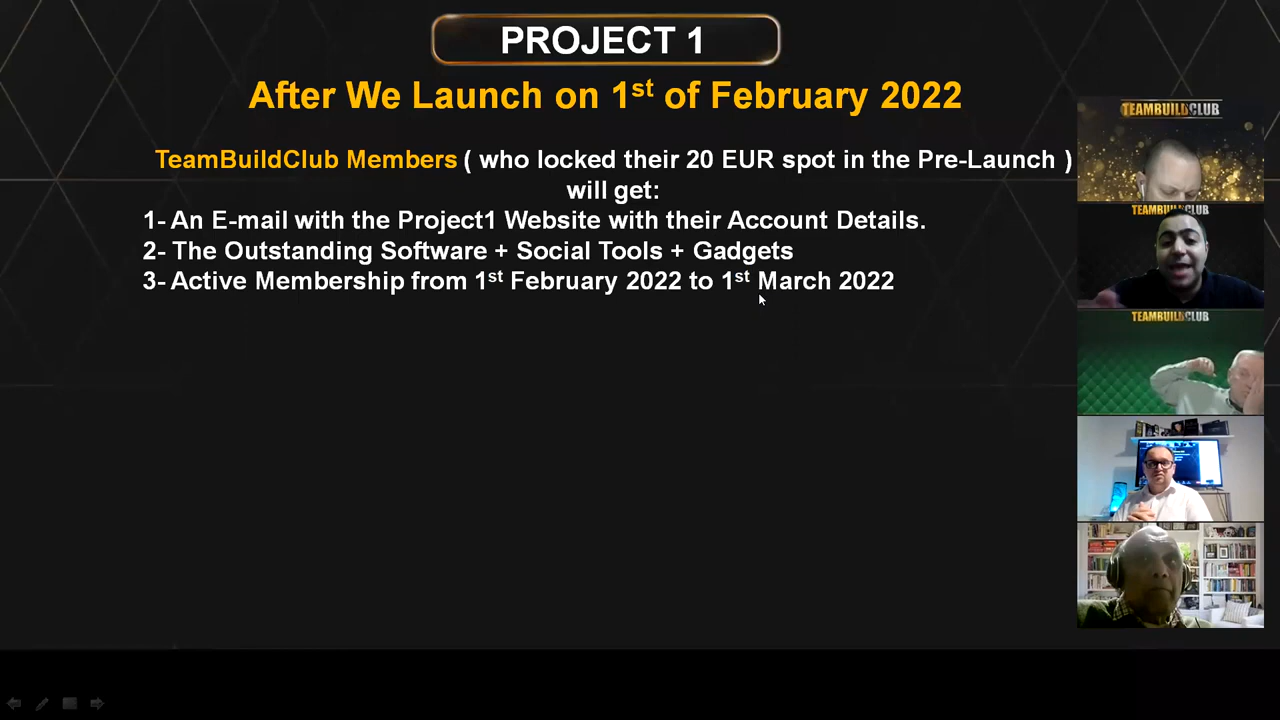 PROJECT 1
After We Launch on 1st of February 2022
TeamBuildClub Members ( who locked their 20 EUR spot in the Pre-Launch )
will get:
1- An E-mail with the Project1 Website with their Account Details.
2- The Outstanding Software + Social Tools + Gadgets
3- Active Membership from 1st February 2022 to 1st March 2022
TEAMBUILDCLUB
TEAMBUILDCLUB
TEAMBUILDCLUB